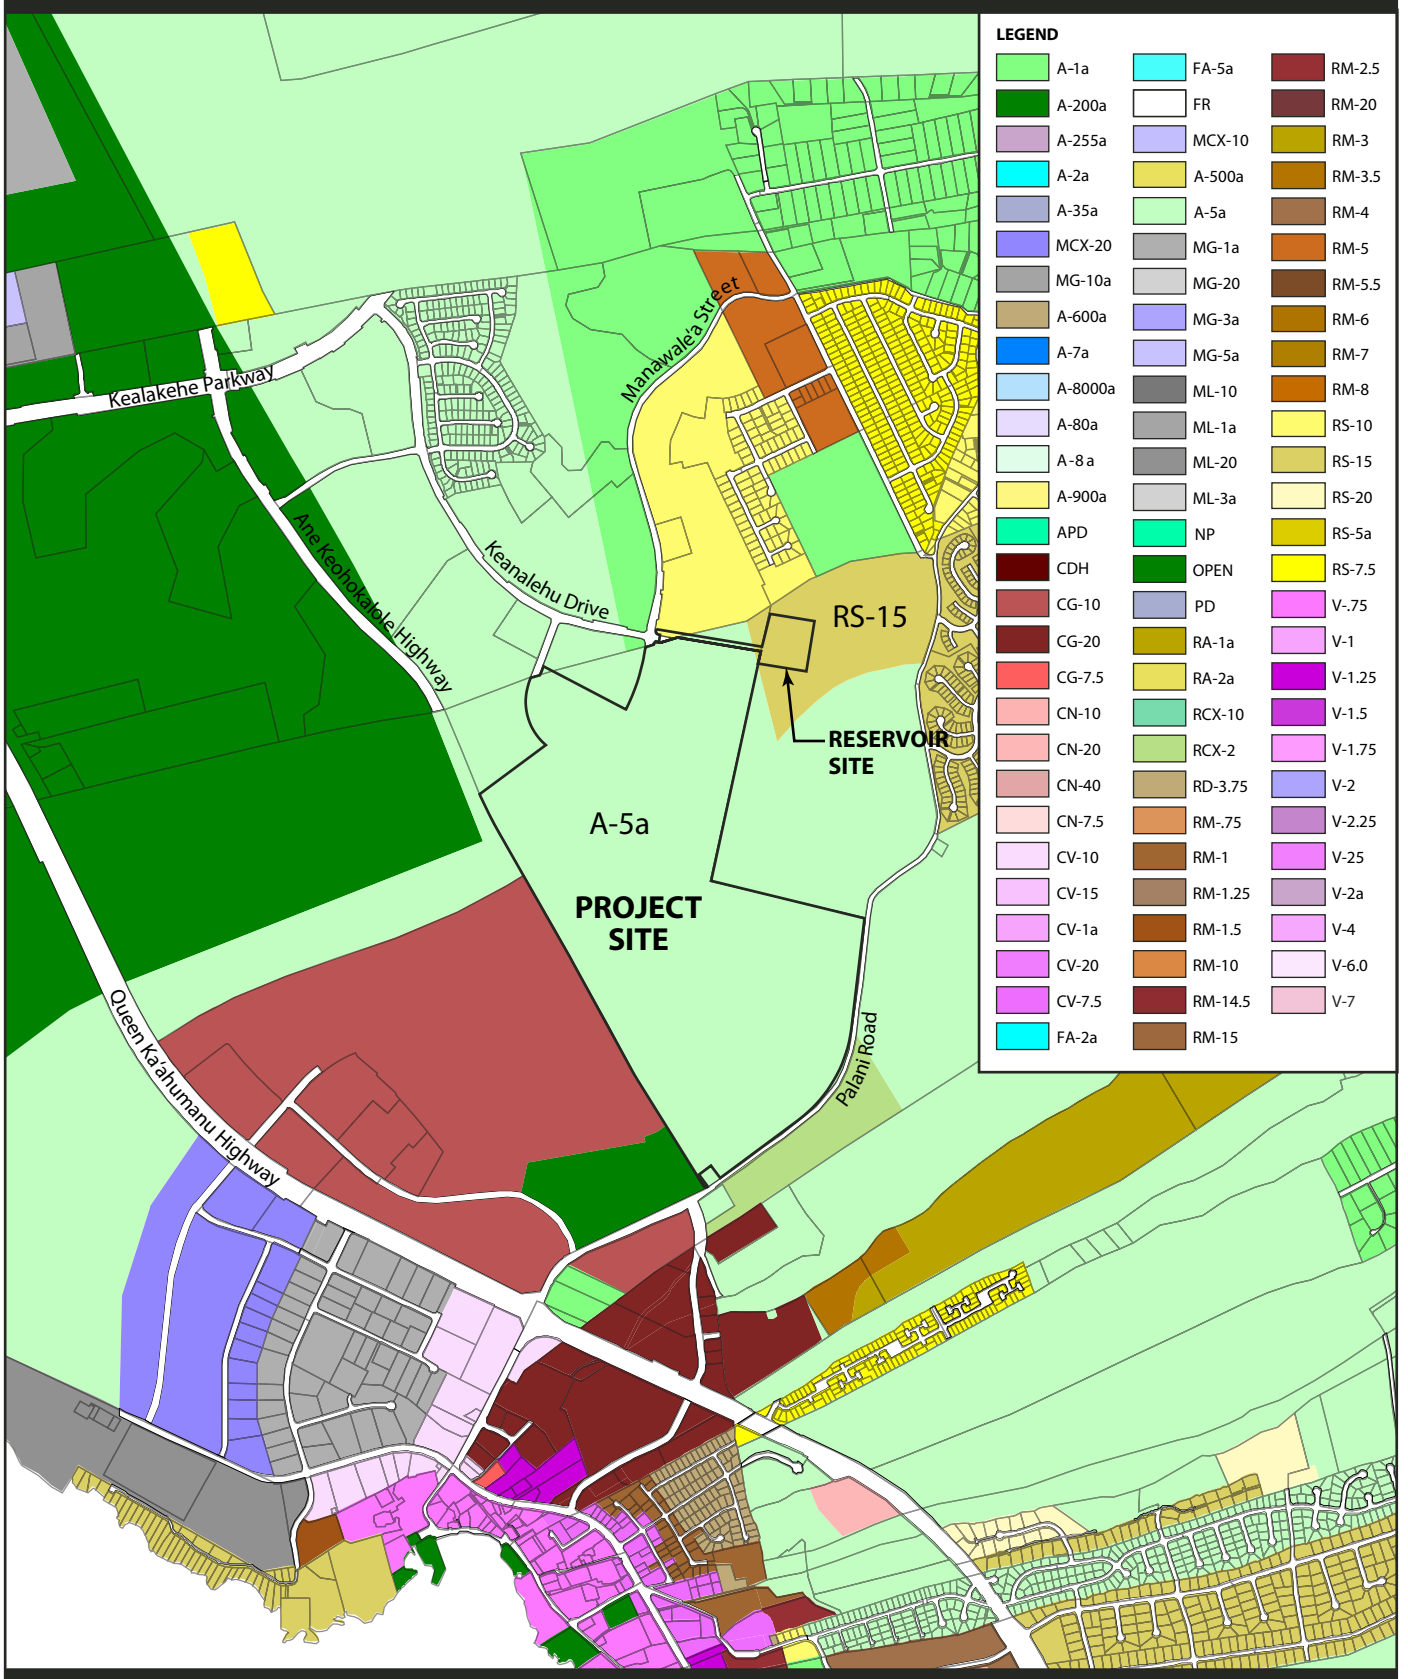 LEGEND
A-1a
A-200a
A-255a
A-2a
A-35a
MCX-20
MG-10a
A-600a
A-7a
A-8000a
A-80a
A-8a
A-900a
APD
CDH
CG-10
CG-20
CG-7.5
CN-10
CN-20
CN-40
CN-7.5
CV-10
CV-15
CV-1a
CV-20
CV-7.5
FA-2a
FA-5a
FR
MCX-10
A-500a
A-5a
MG-1a
MG-20
MG-3a
MG-5a
ML-10
ML-1a
ML-20
ML-3a
NP
OPEN
PD
RA-1a
RA-2a
RCX-10
RCX-2
RD-3.75
RM-.75
RM-1
RM-1.25
RM-1.5
RM-10
RM-14.5
RM-15
RM-2.5
RM-20
RM-3
RM-3.5
RM-4
RM-5
RM-5.5
RM-6
RM-7
RM-8
RS-10
RS-15
RS-20
RS-5a
RS-7.5
V-.75
V-1
V-1.25
V-1.5
V-1.75
V-2
V-2.25
V-25
V-2a
V-4
V-6.0
V-7
Manawale'a Street
Kealakehe Parkway
Ane Keohokalole Highway
Keanalehu Drive
RS-15
RESERVOIR
SITE
A-5a
PROJECT
SITE
Queen Ka'ahumanu Highway
Palani Road